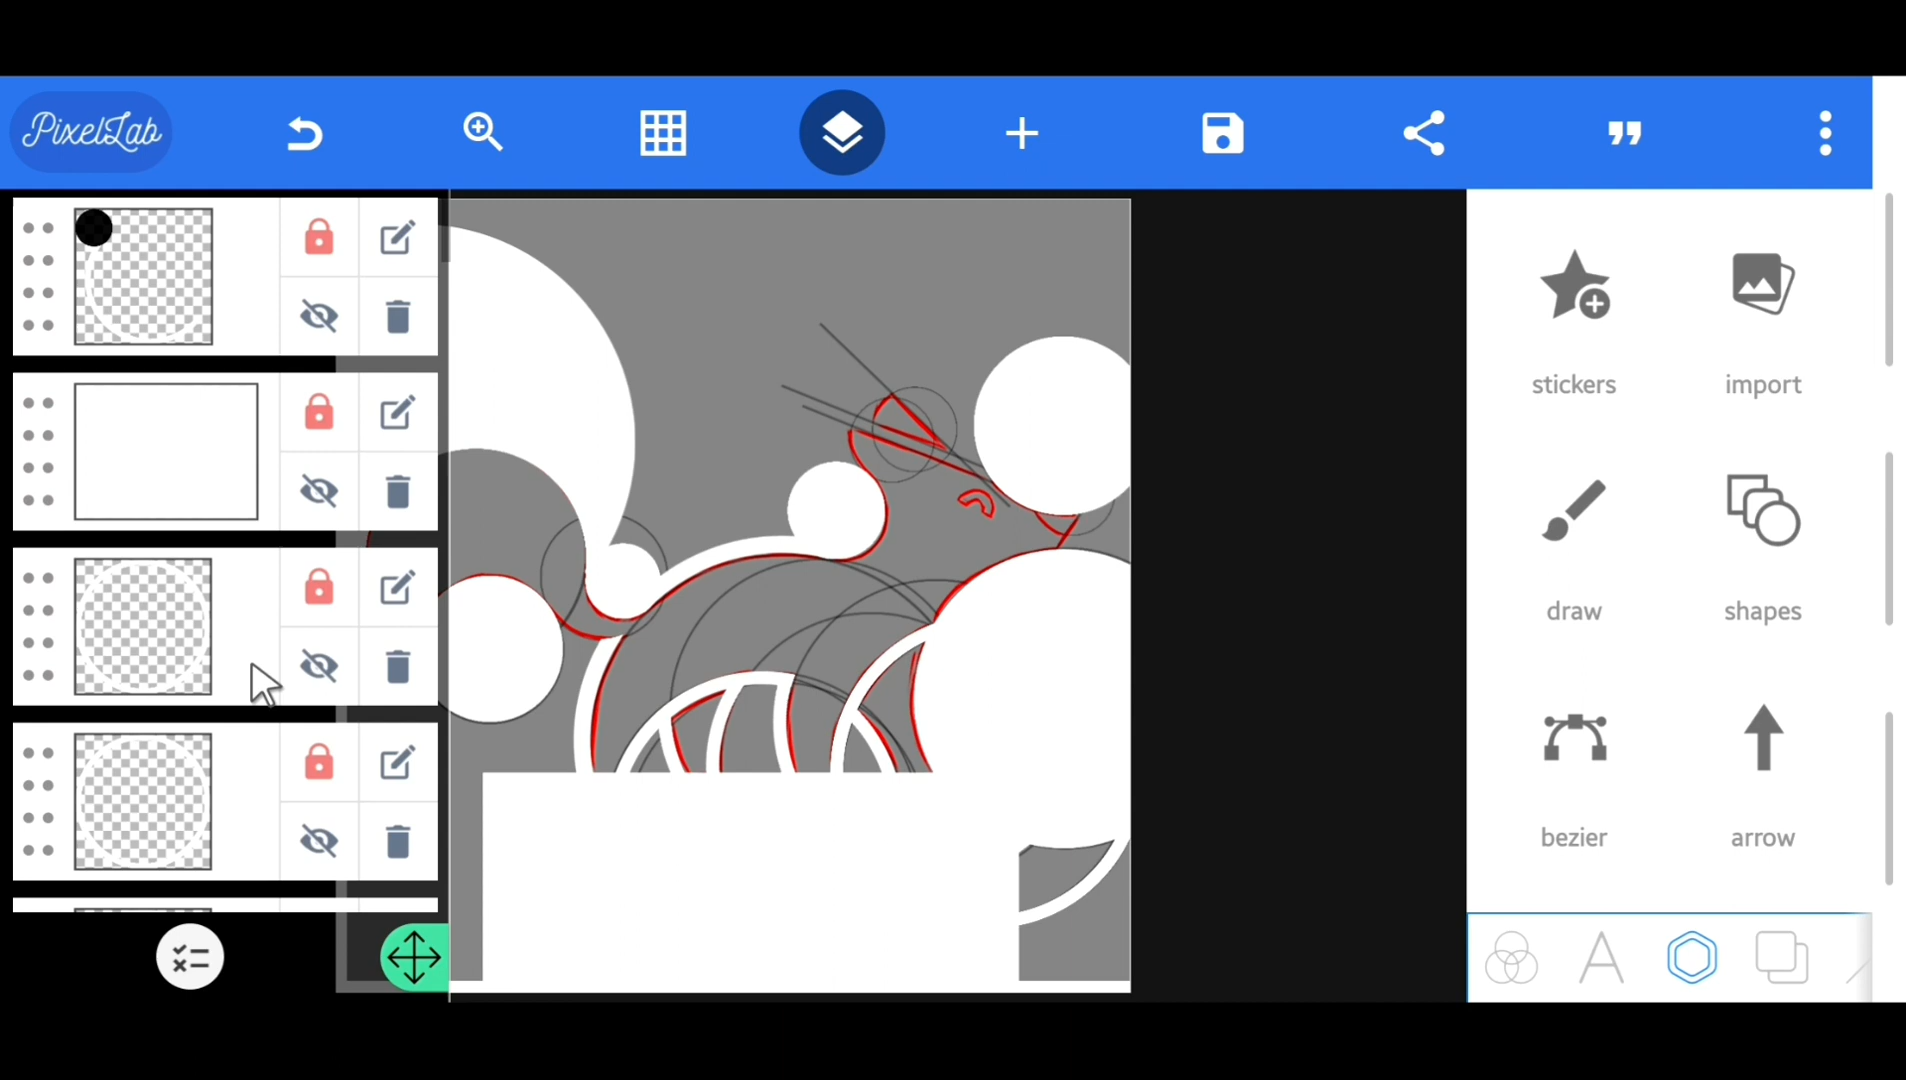 PixelLab
stickers
import
draw
shapes
bezier
arrow